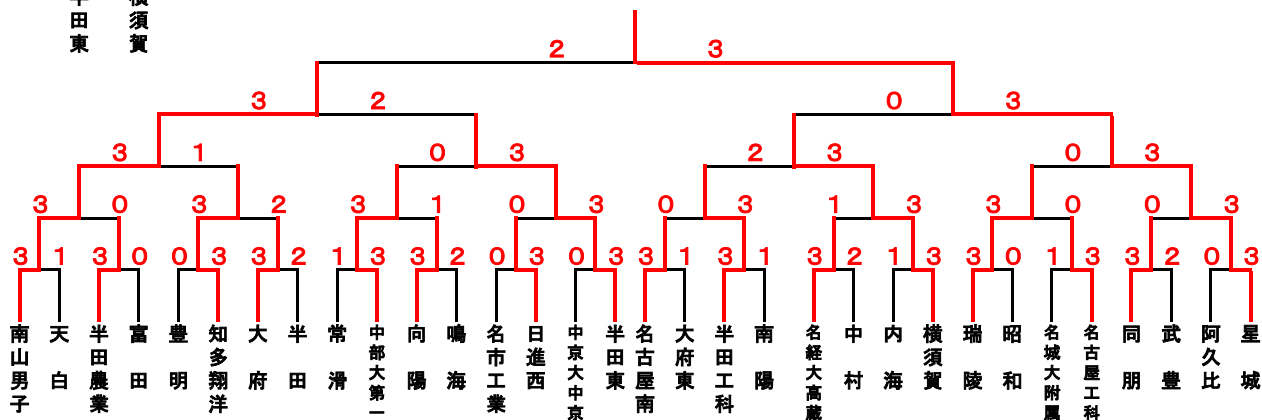 半田東
横須賀
2 3
3 2 0 3
3 1 0 3 2 3 0 3
3 0 3 2 3 1 0 3 0 3 1 3 3 0 0 3
3 1 3 0 0 3 3 2 1 3 3 2 0 3 0 3 3 1 3 1 3 2 1 3 3 0 1 3 3 2 0 3
南山男子
天白
半田農業
富田
豊明
知多翔洋
大府
半田
常滑
中部大第一
向陽
鳴海
名市工業
日進西
中京大中京
半田東
名古屋南
大府東
半田工科
南陽
名経大高蔵
中村
内海
横須賀
瑞陵
昭和
名城大附属
名古屋工科
同朋
武豊
阿久比
星城